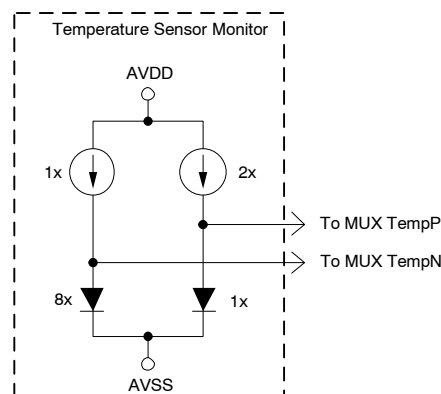 Temperature Sensor Monitor
AVDD
1x
2x
To MUX TempP
To MUX TempN
8x
1x
AVSS